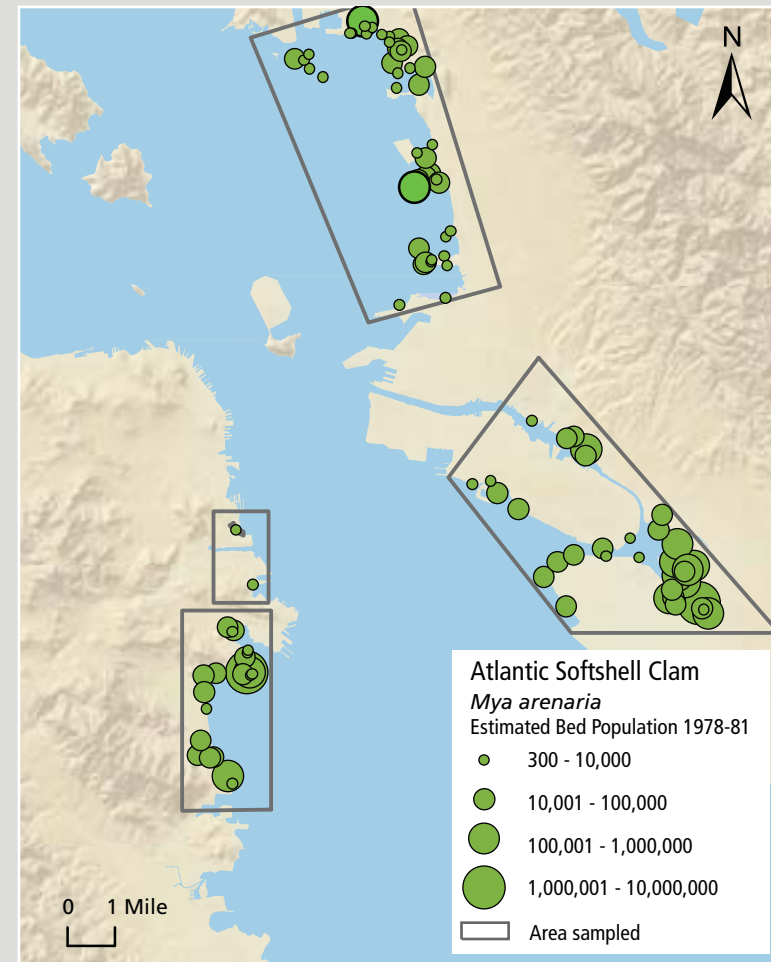 N
Atlantic Softshell Clam
Mya arenaria
Estimated Bed Population 1978-81
300 - 10,000
10,001 - 100,000
100,001 - 1,000,000
1,000,001 - 10,000,000
Area sampled
0 1 Mile